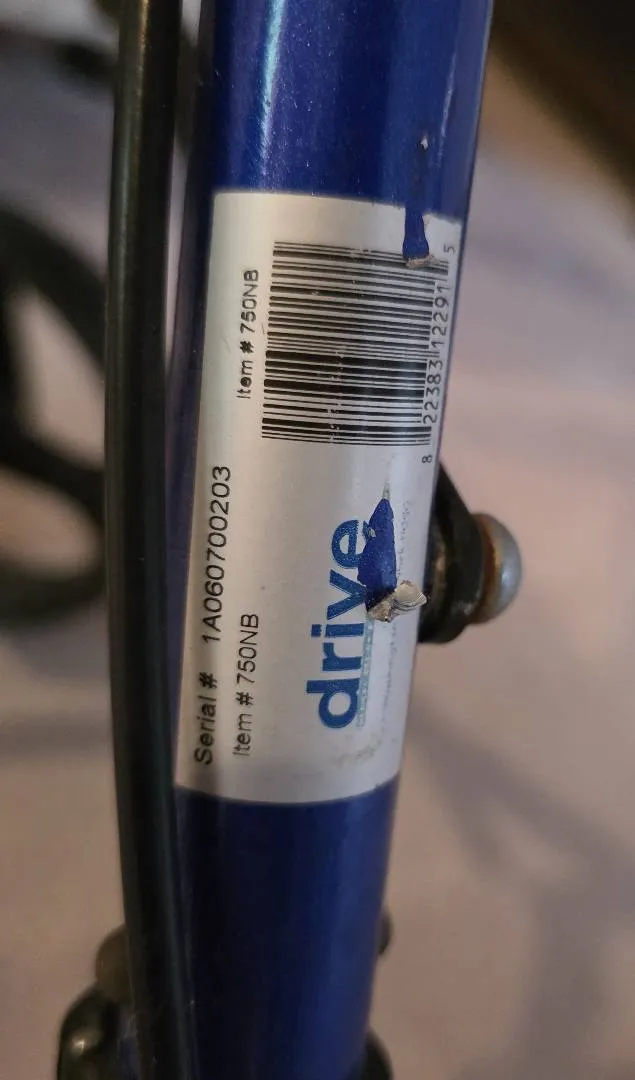 Serial # 1A060700203
Item # 750NB
drive
Item # 750NB
8 22383 12291 5